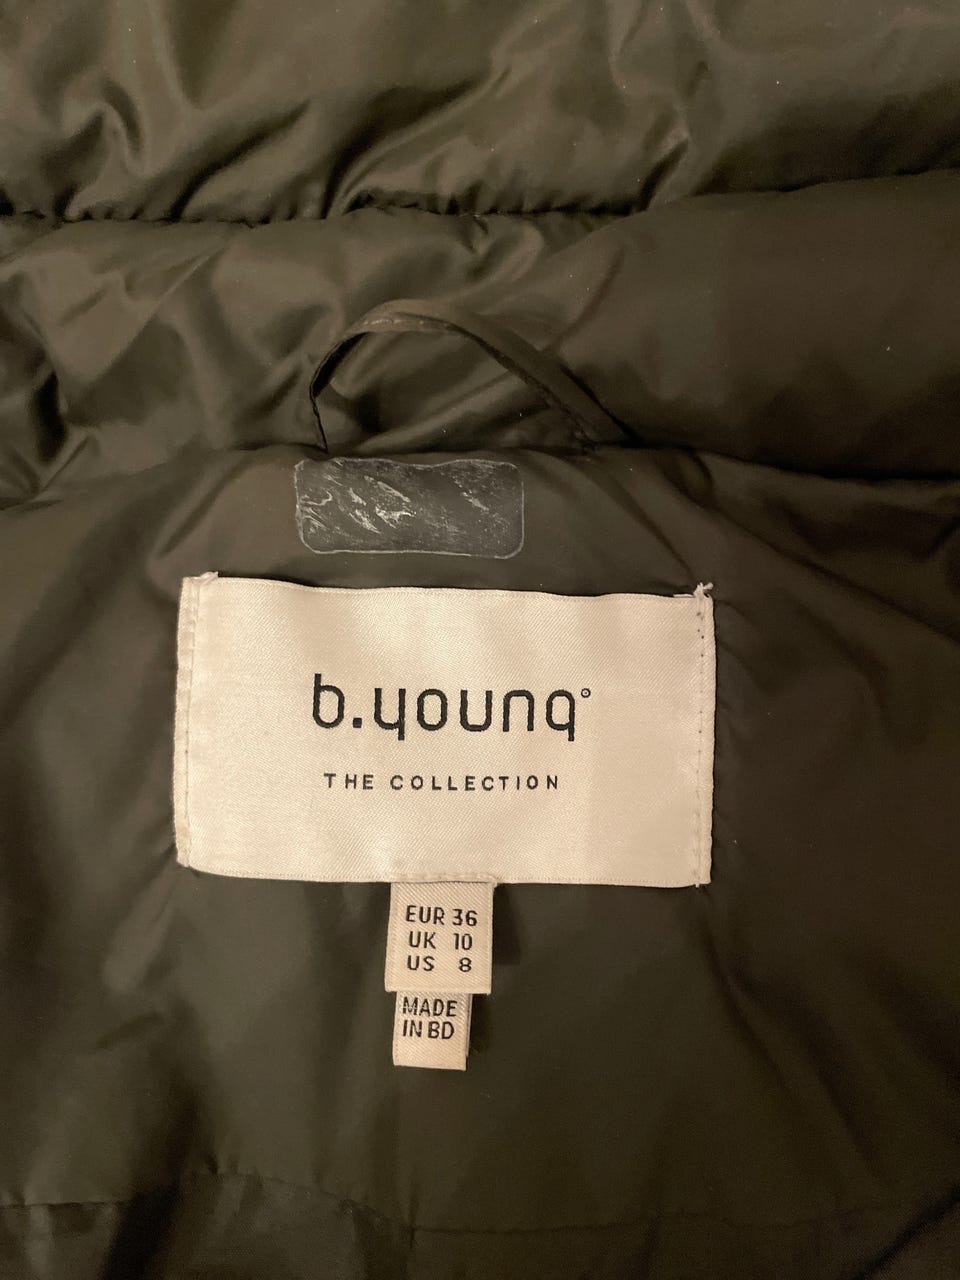 b.young®
THE COLLECTION
EUR 36
UK 10
US 8
MADE
IN BD